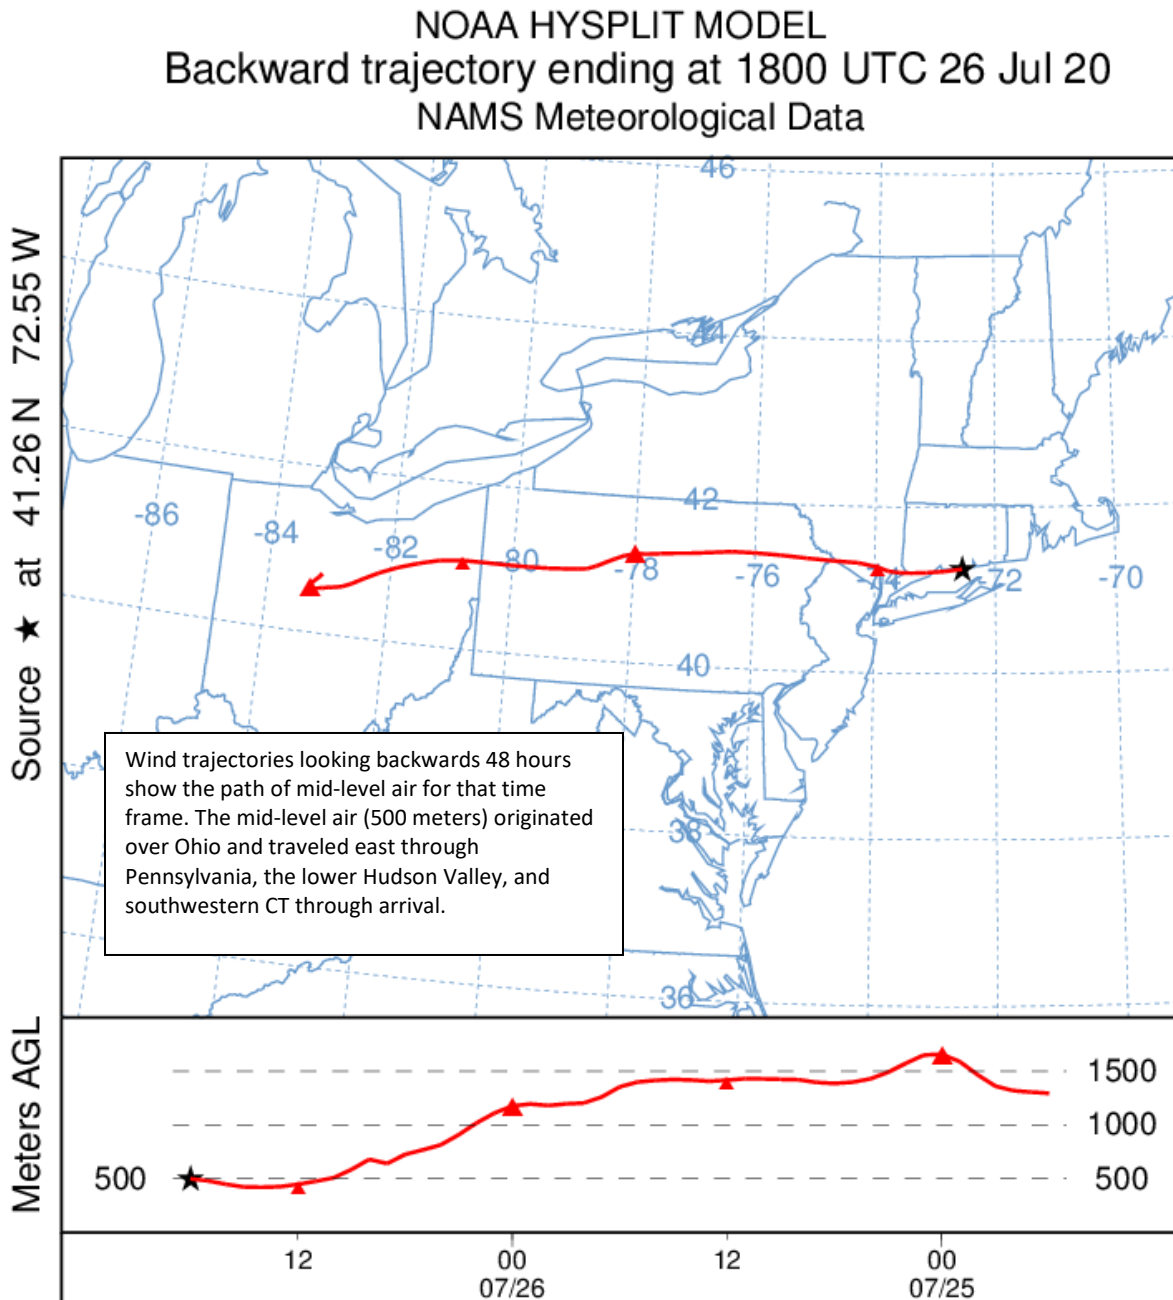 NOAA HYSPLIT MODEL
Backward trajectory ending at 1800 UTC 26 Jul 20
NAMS Meteorological Data
Source ★ at 41.26 N 72.55 W
46
44
42
-86
-84
-82
80
-78
-76
-74
-72
-70
40
38
36
Wind trajectories looking backwards 48 hours
show the path of mid-level air for that time
frame. The mid-level air (500 meters) originated
over Ohio and traveled east through
Pennsylvania, the lower Hudson Valley, and
southwestern CT through arrival.
Meters AGL
1500
1000
500
500
12
00
12
00
07/26
07/25